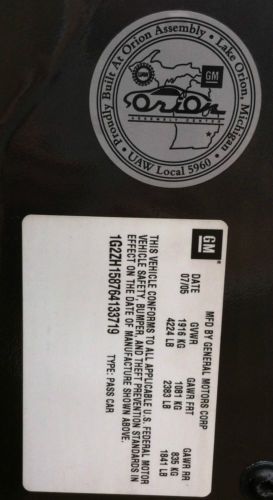 Proudly Built At Orion Assembly • Lake Orion, Michigan •
UAW
GM
Orion
ASSEMBLY CENTER
UAW Local 5960
GM
MFD BY GENERAL MOTORS CORP
DATE GVWR GAWR FRT GAWR RR
07/05 1916 KG 1081 KG 835 KG
4224 LB 2383 LB 1841 LB
THIS VEHICLE CONFORMS TO ALL APPLICABLE U.S. FEDERAL MOTOR
VEHICLE SAFETY, BUMPER, AND THEFT PREVENTION STANDARDS IN
EFFECT ON THE DATE OF MANUFACTURE SHOWN ABOVE.
1G2ZH158764133719 TYPE: PASS CAR